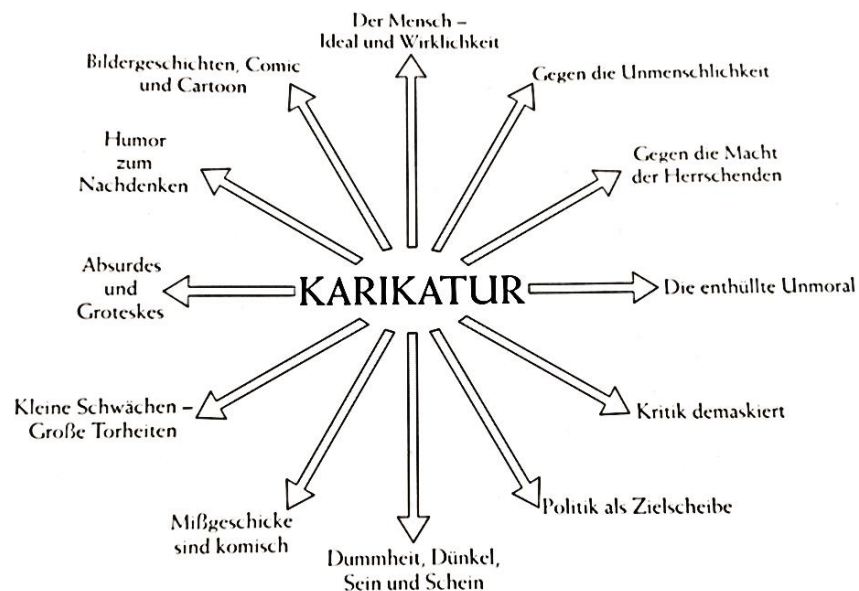 Der Mensch –
Ideal und Wirklichkeit
Bildergeschichten, Comic
und Cartoon
Gegen die Unmenschlichkeit
Humor
zum
Nachdenken
Gegen die Macht
der Herrschenden
Absurdes
und
Groteskes
KARIKATUR
Die enthüllte Unmoral
Kleine Schwächen –
Große Torheiten
Kritik demaskiert
Mißgeschicke
sind komisch
Politik als Zielscheibe
Dummheit, Dünkel,
Sein und Schein